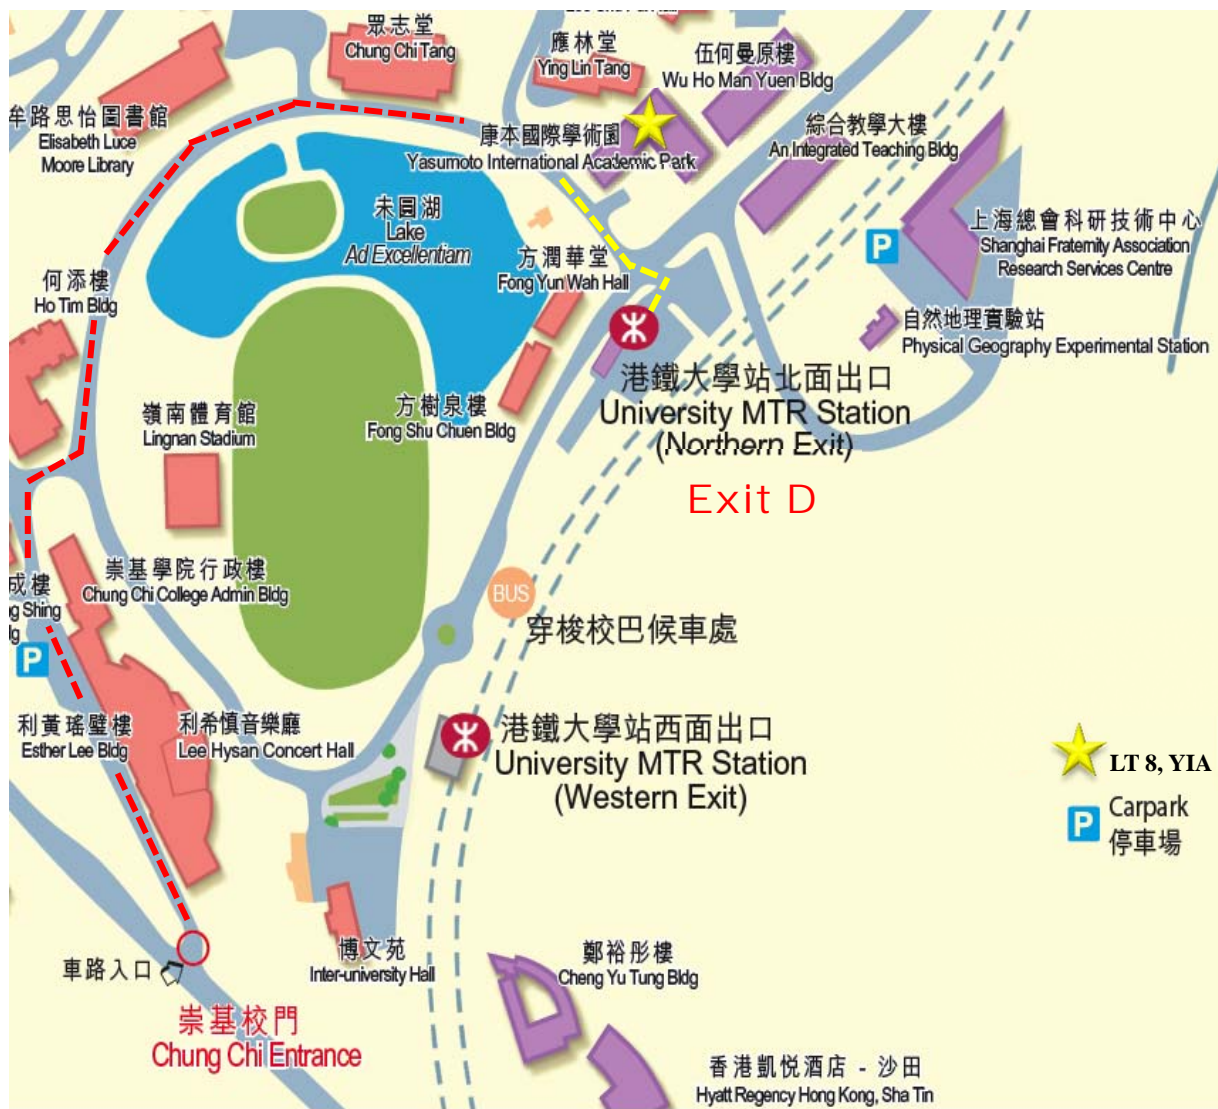 眾志堂
Chung Chi Tang
應林堂
Ying Lin Tang
伍何曼原樓
Wu Ho Man Yuen Bldg
牟路思怡圖書館
Elisabeth Luce
Moore Library
康本國際學術園
Yasumoto International Academic Park
綜合教學大樓
An Integrated Teaching Bldg
未圓湖
Lake
Ad Excellentiam
上海總會科研技術中心
Shanghai Fraternity Association
Research Services Centre
P
方潤華堂
Fong Yun Wah Hall
何添樓
Ho Tim Bldg
自然地理實驗站
Physical Geography Experimental Station
港鐵大學站北面出口
University MTR Station
(Northern Exit)
Exit D
嶺南體育館
Lingnan Stadium
方樹泉樓
Fong Shu Chuen Bldg
崇基學院行政樓
Chung Chi College Admin Bldg
成樓
g Shing
lg
P
BUS
穿梭校巴候車處
利黃瑤璧樓
Esther Lee Bldg
利希慎音樂廳
Lee Hysan Concert Hall
港鐵大學站西面出口
University MTR Station
(Western Exit)
LT 8, YIA
P
Carpark
停車場
博文苑
Inter-university Hall
鄭裕彤樓
Cheng Yu Tung Bldg
車路入口
崇基校門
Chung Chi Entrance
香港凱悅酒店 - 沙田
Hyatt Regency Hong Kong, Sha Tin